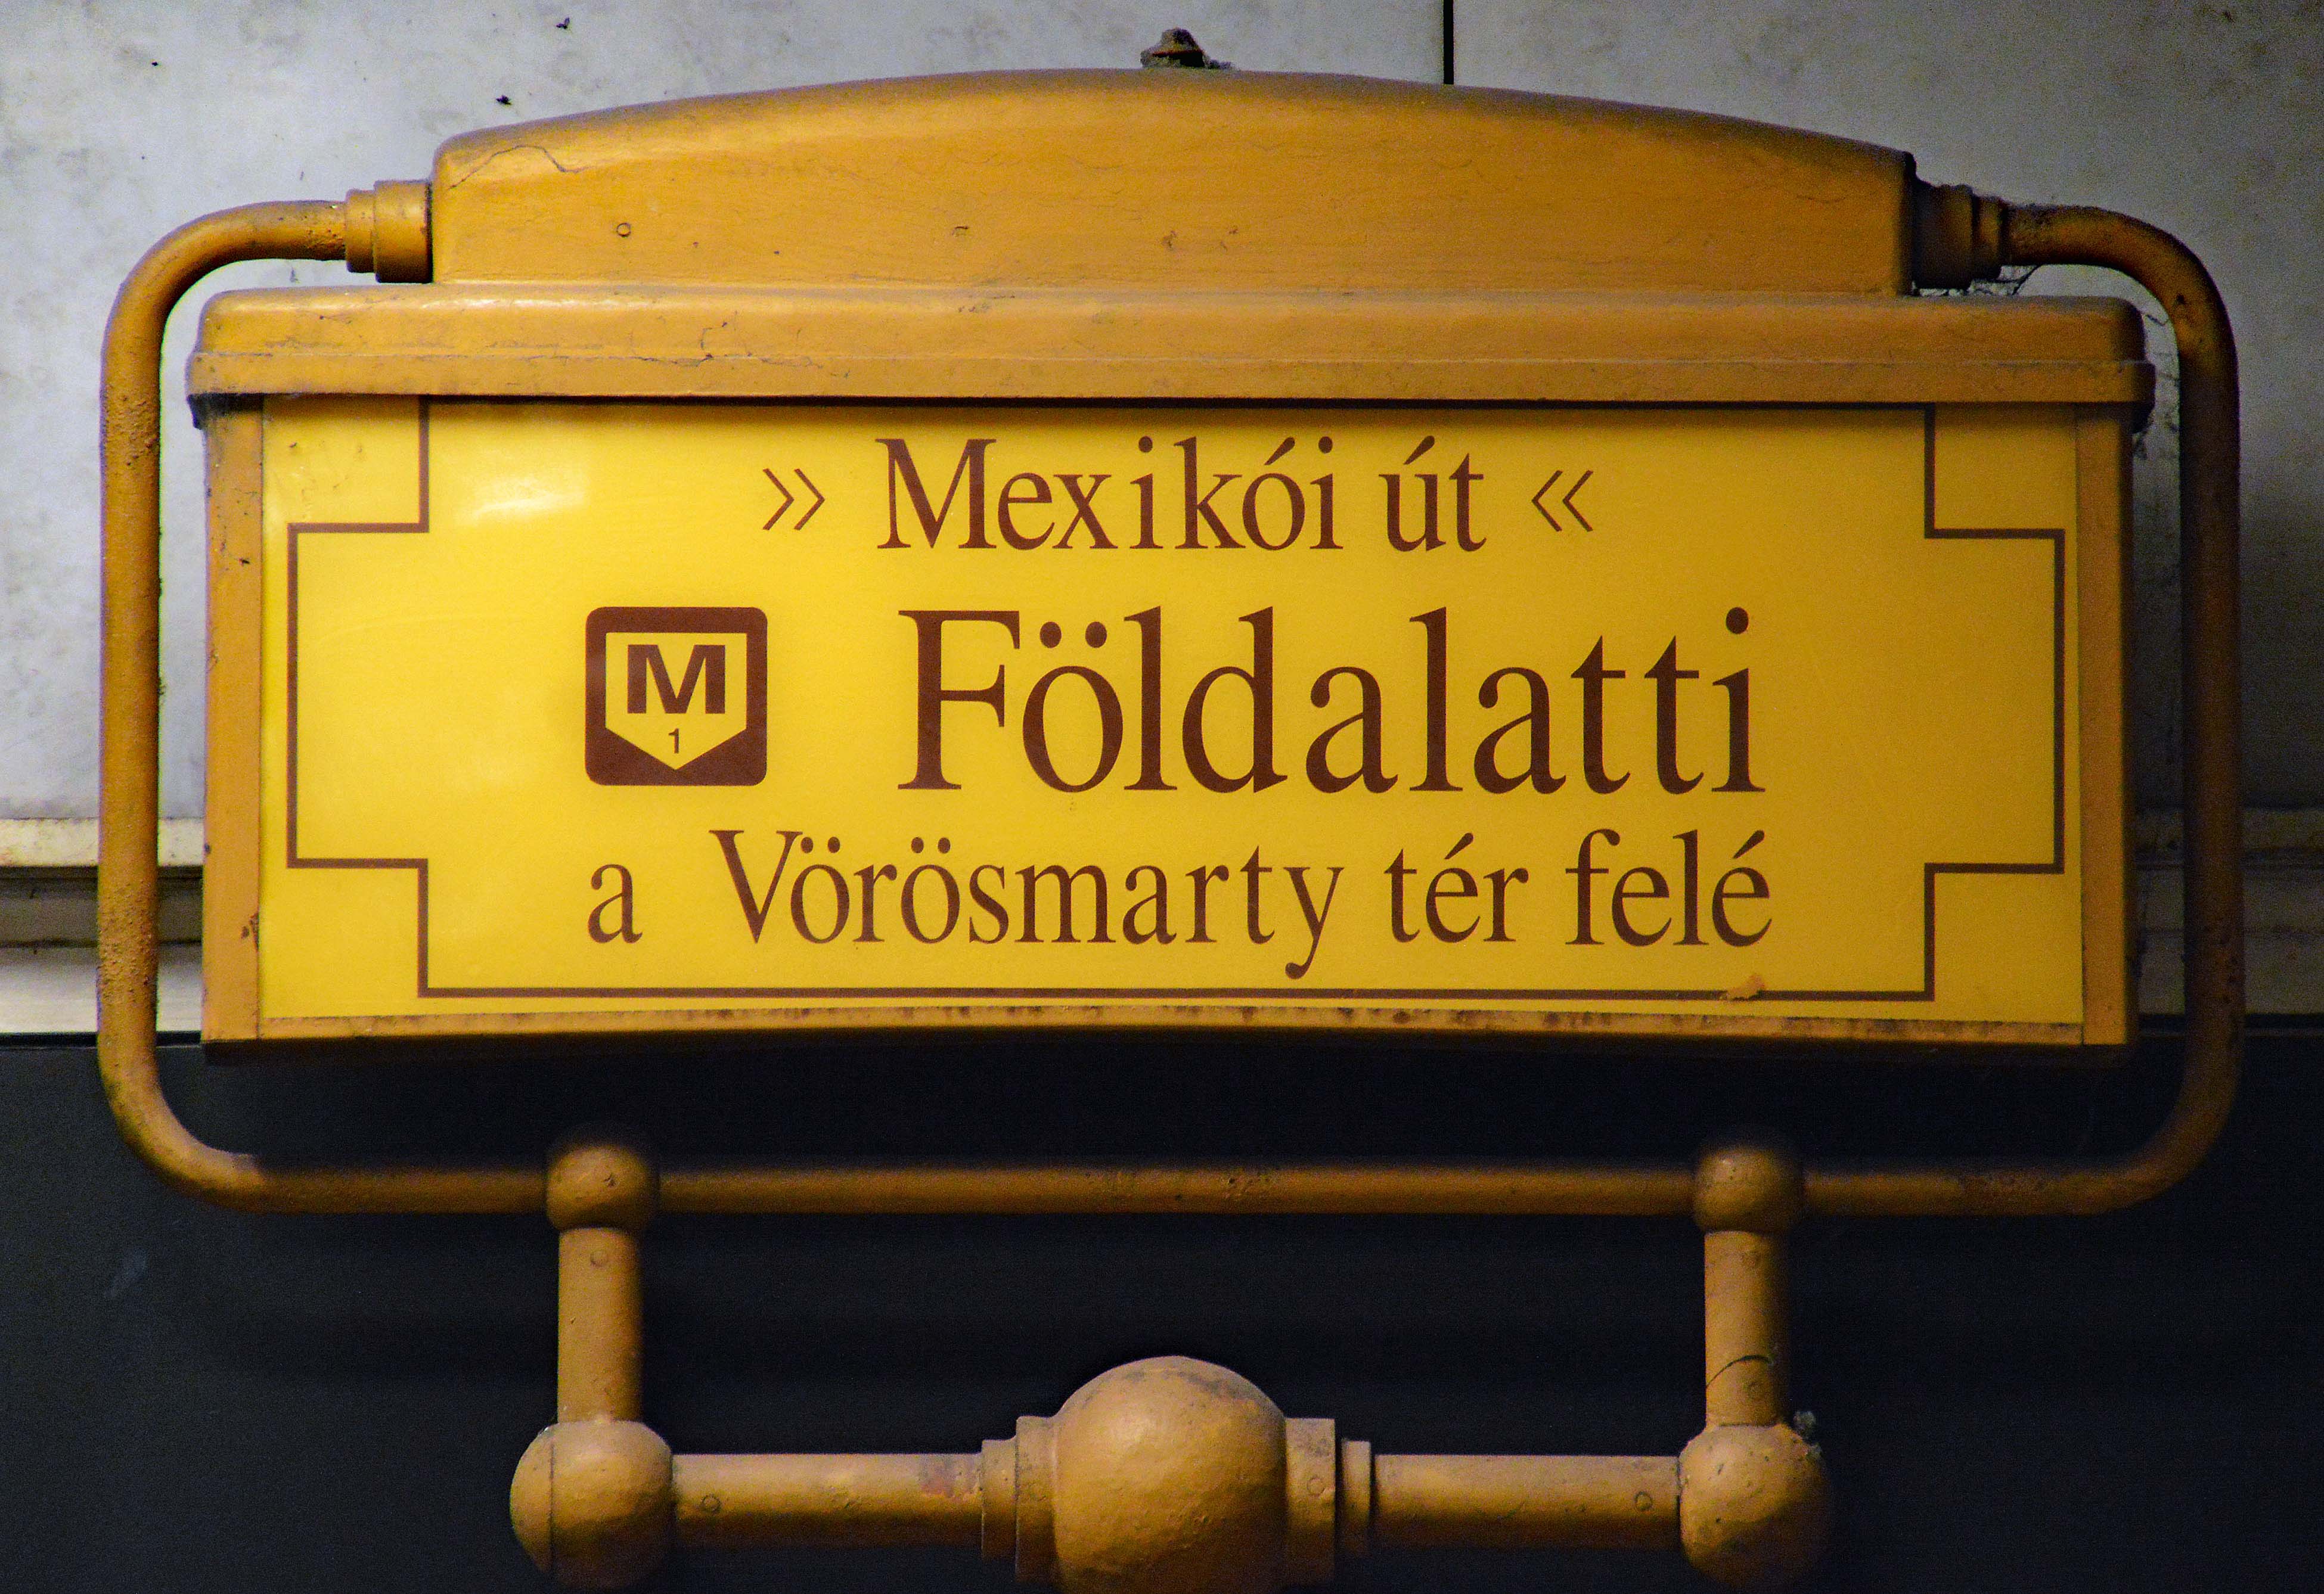 » Mexikói út «
M 1 Földalatti
a Vörösmarty tér felé